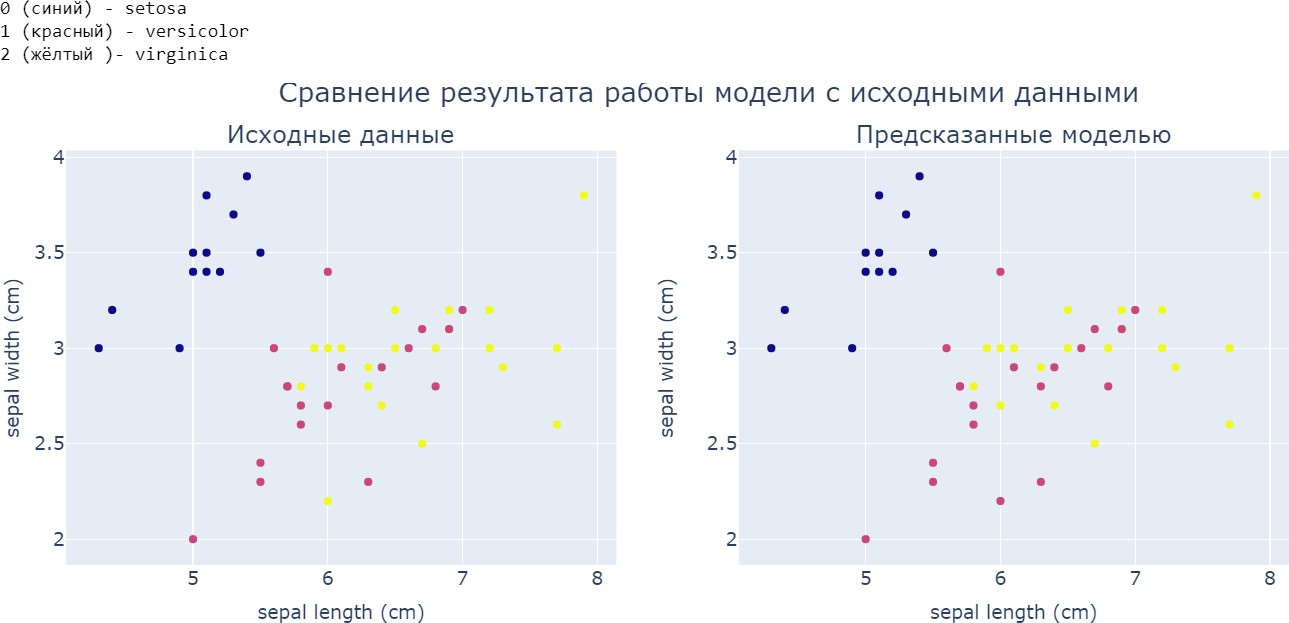 0 (синий) - setosa
1 (красный) - versicolor
2 (жёлтый )- virginica
Сравнение результата работы модели с исходными данными
Исходные данные
4
3.5
3
2.5
2
5 6 7 8
sepal width (cm)
sepal length (cm)
Предсказанные моделью
4
3.5
3
2.5
2
5 6 7 8
sepal width (cm)
sepal length (cm)